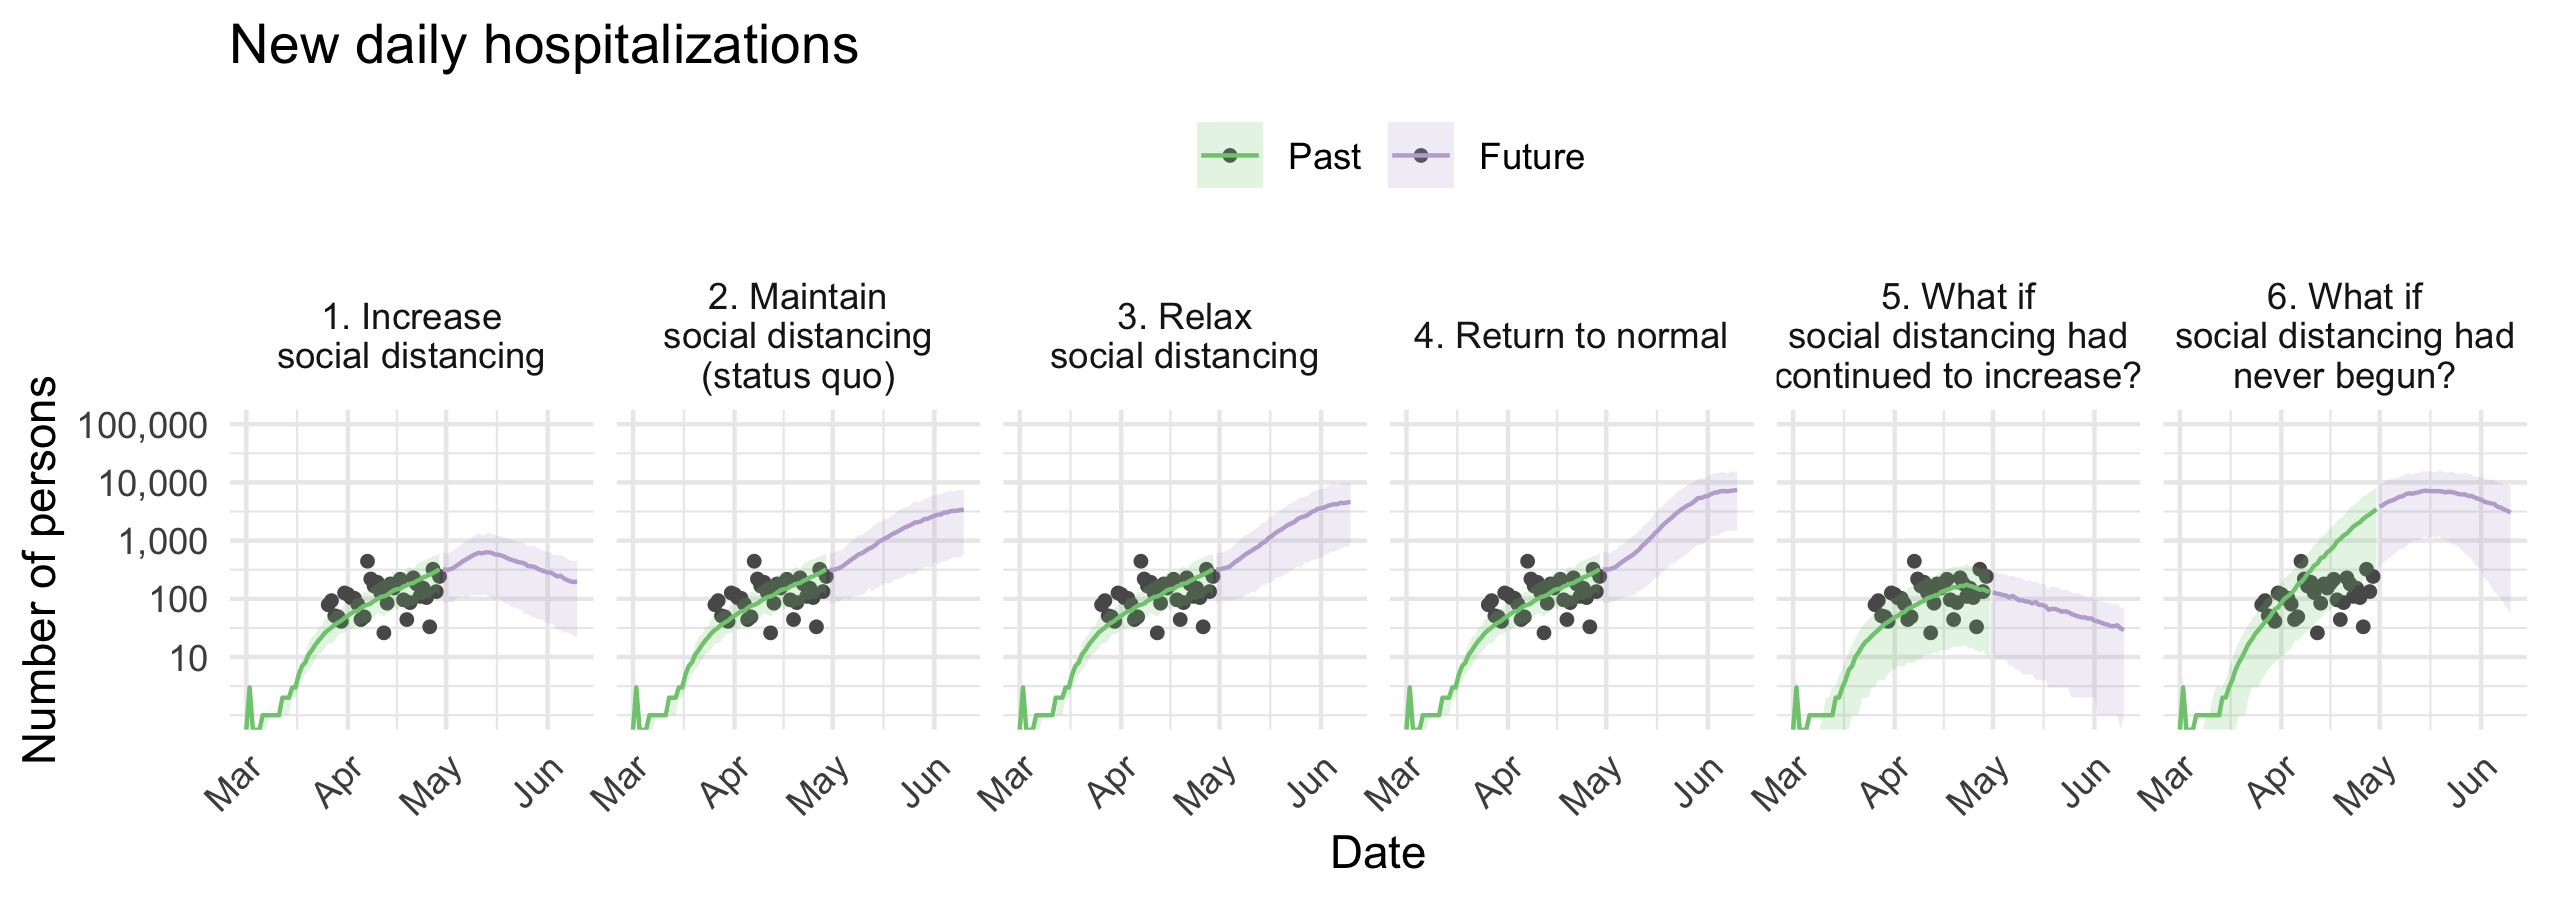 New daily hospitalizations
Past
Future
1. Increase
social distancing
2. Maintain
social distancing
(status quo)
3. Relax
social distancing
4. Return to normal
5. What if
social distancing had
continued to increase?
6. What if
social distancing had
never begun?
Number of persons
100,000
10,000
1,000
100
10
Mar Apr May Jun
Mar Apr May Jun
Mar Apr May Jun
Mar Apr May Jun
Mar Apr May Jun
Mar Apr May Jun
Date